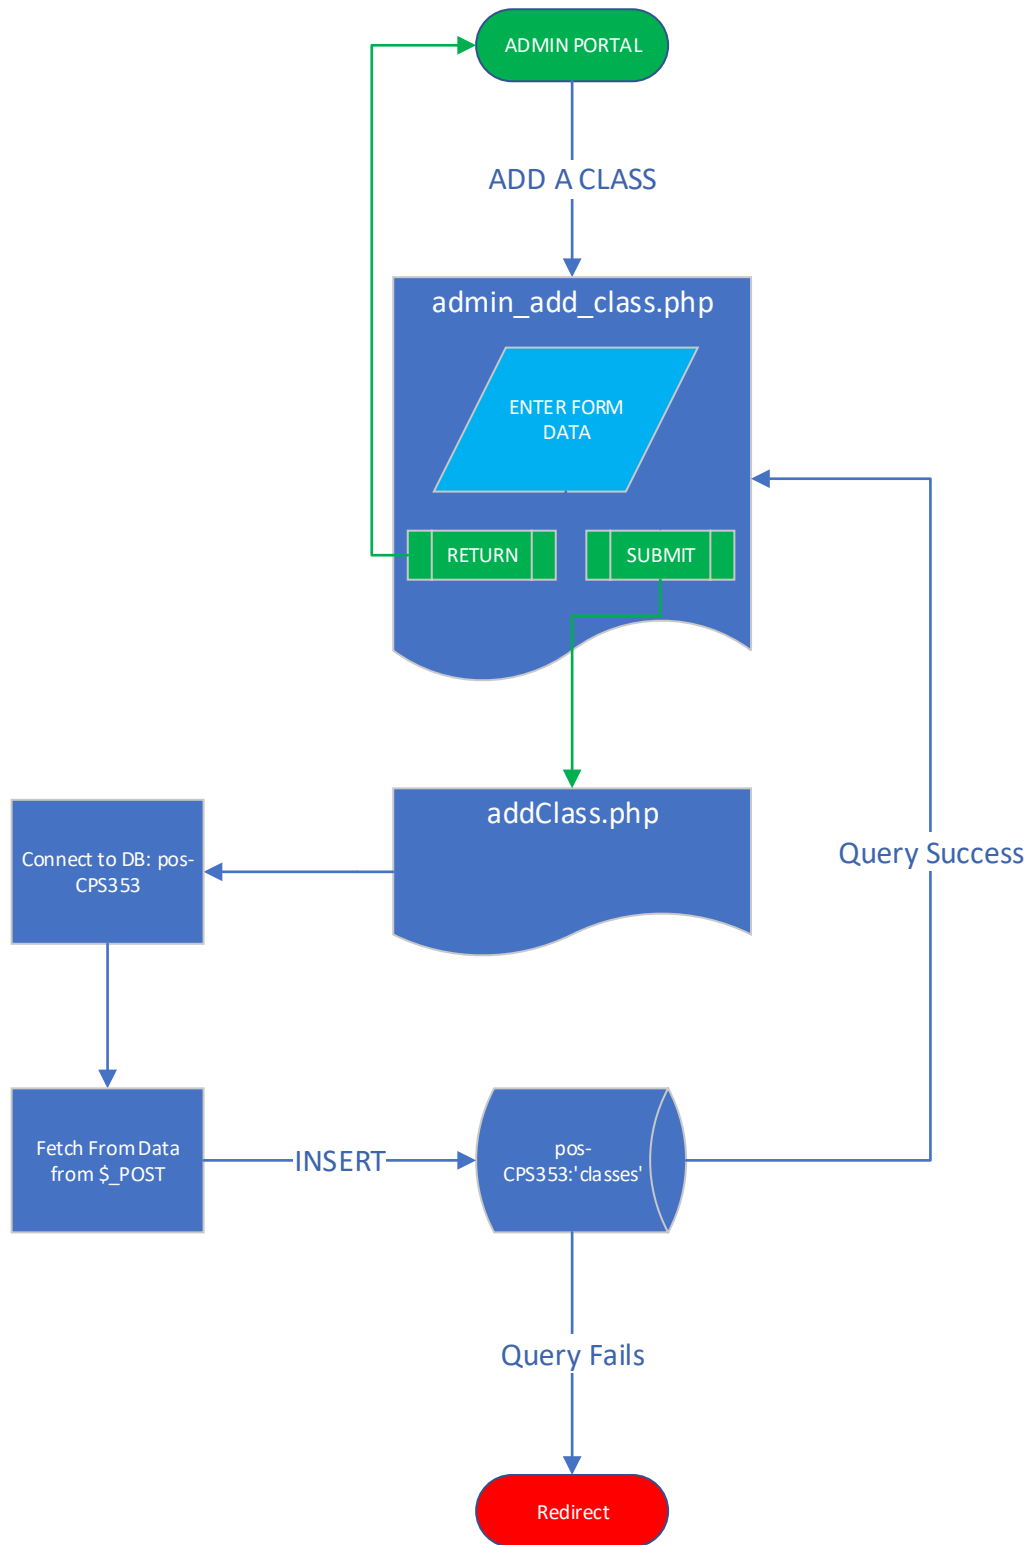 ADMIN PORTAL
ADD A CLASS
admin_add_class.php
ENTER FORM
DATA
RETURN
SUBMIT
addClass.php
Connect to DB: pos-
CPS353
Query Success
Fetch From Data
from $_POST
INSERT
pos-
CPS353:'classes'
Query Fails
Redirect